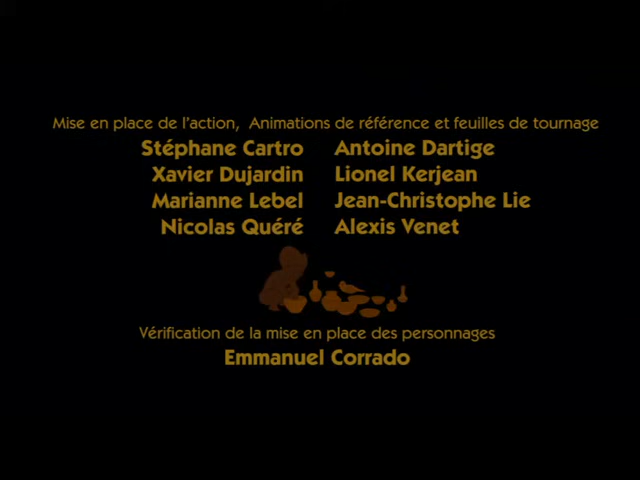 Mise en place de l'action, Animations de référence et feuilles de tournage
Stéphane Cartro Antoine Dartige
Xavier Dujardin Lionel Kerjean
Marianne Lebel Jean-Christophe Lie
Nicolas Quéré Alexis Venet
Vérification de la mise en place des personnages
Emmanuel Corrado